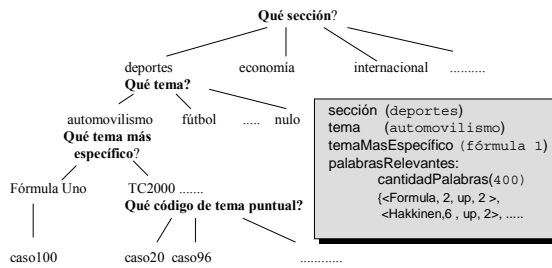 Qué sección?
deportes economía internacional ..........
Qué tema?
automovilismo fútbol ..... nulo
Qué tema más
específico?
Fórmula Uno TC2000 .......
Qué código de tema puntual?
caso100 caso20 caso96 ............
sección (deportes)
tema (automovilismo)
temaMasEspecífico (fórmula 1)
palabrasRelevantes:
cantidadPalabras(400)
{<Formula, 2, up, 2 >,
<Hakkinen,6 , up, 2>, .....